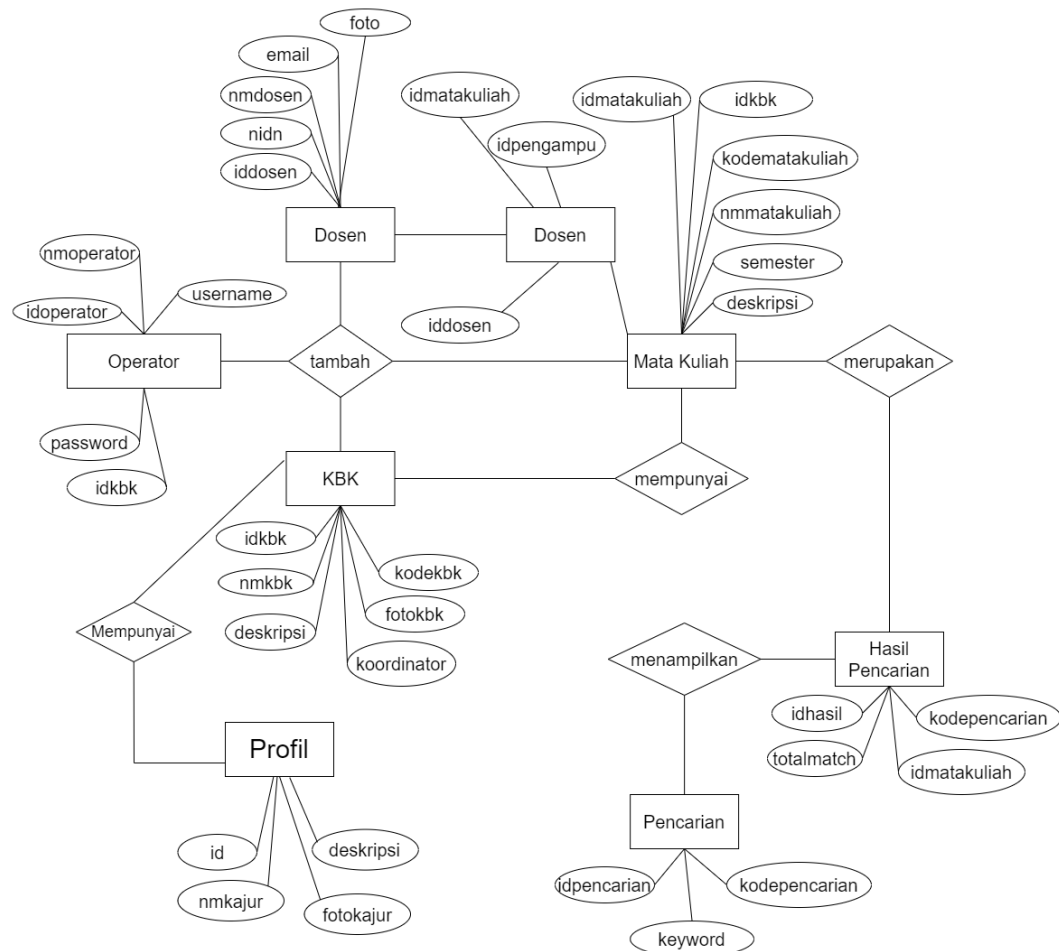 foto
email
nmdosen
nidn
iddosen
idmatakuliah
idpengampu
idmatakuliah
idkbk
kodematakuliah
nmmatakuliah
semester
deskripsi
Dosen
Dosen
iddosen
nmoperator
username
idoperator
Operator
tambah
Mata Kuliah
merupakan
password
idkbk
KBK
mempunyai
idkbk
nmkbk
deskripsi
kodekbk
fotokbk
koordinator
Mempunyai
menampilkan
Hasil
Pencarian
idhasil
kodepencarian
totalmatch
idmatakuliah
Profil
id
nmkajur
deskripsi
fotokajur
Pencarian
idpencarian
kodepencarian
keyword